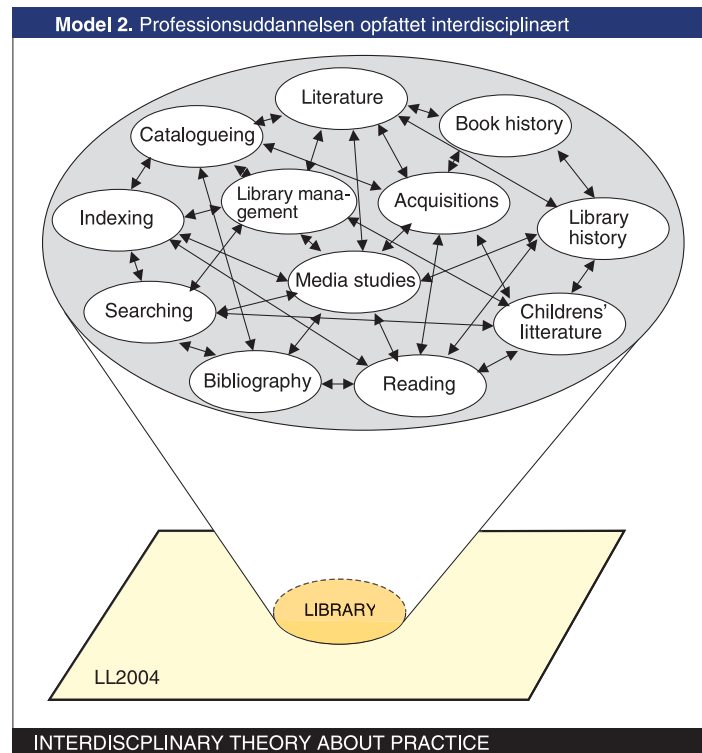 Model 2. Professionsuddannelsen opfattet interdisciplinært
Literature
Book history
Catalogueing
Library mana-
gement
Acquisitions
Indexing
Library
history
Media studies
Searching
Childrens'
litterature
Bibliography
Reading
LIBRARY
LL2004
INTERDISCPLINARY THEORY ABOUT PRACTICE